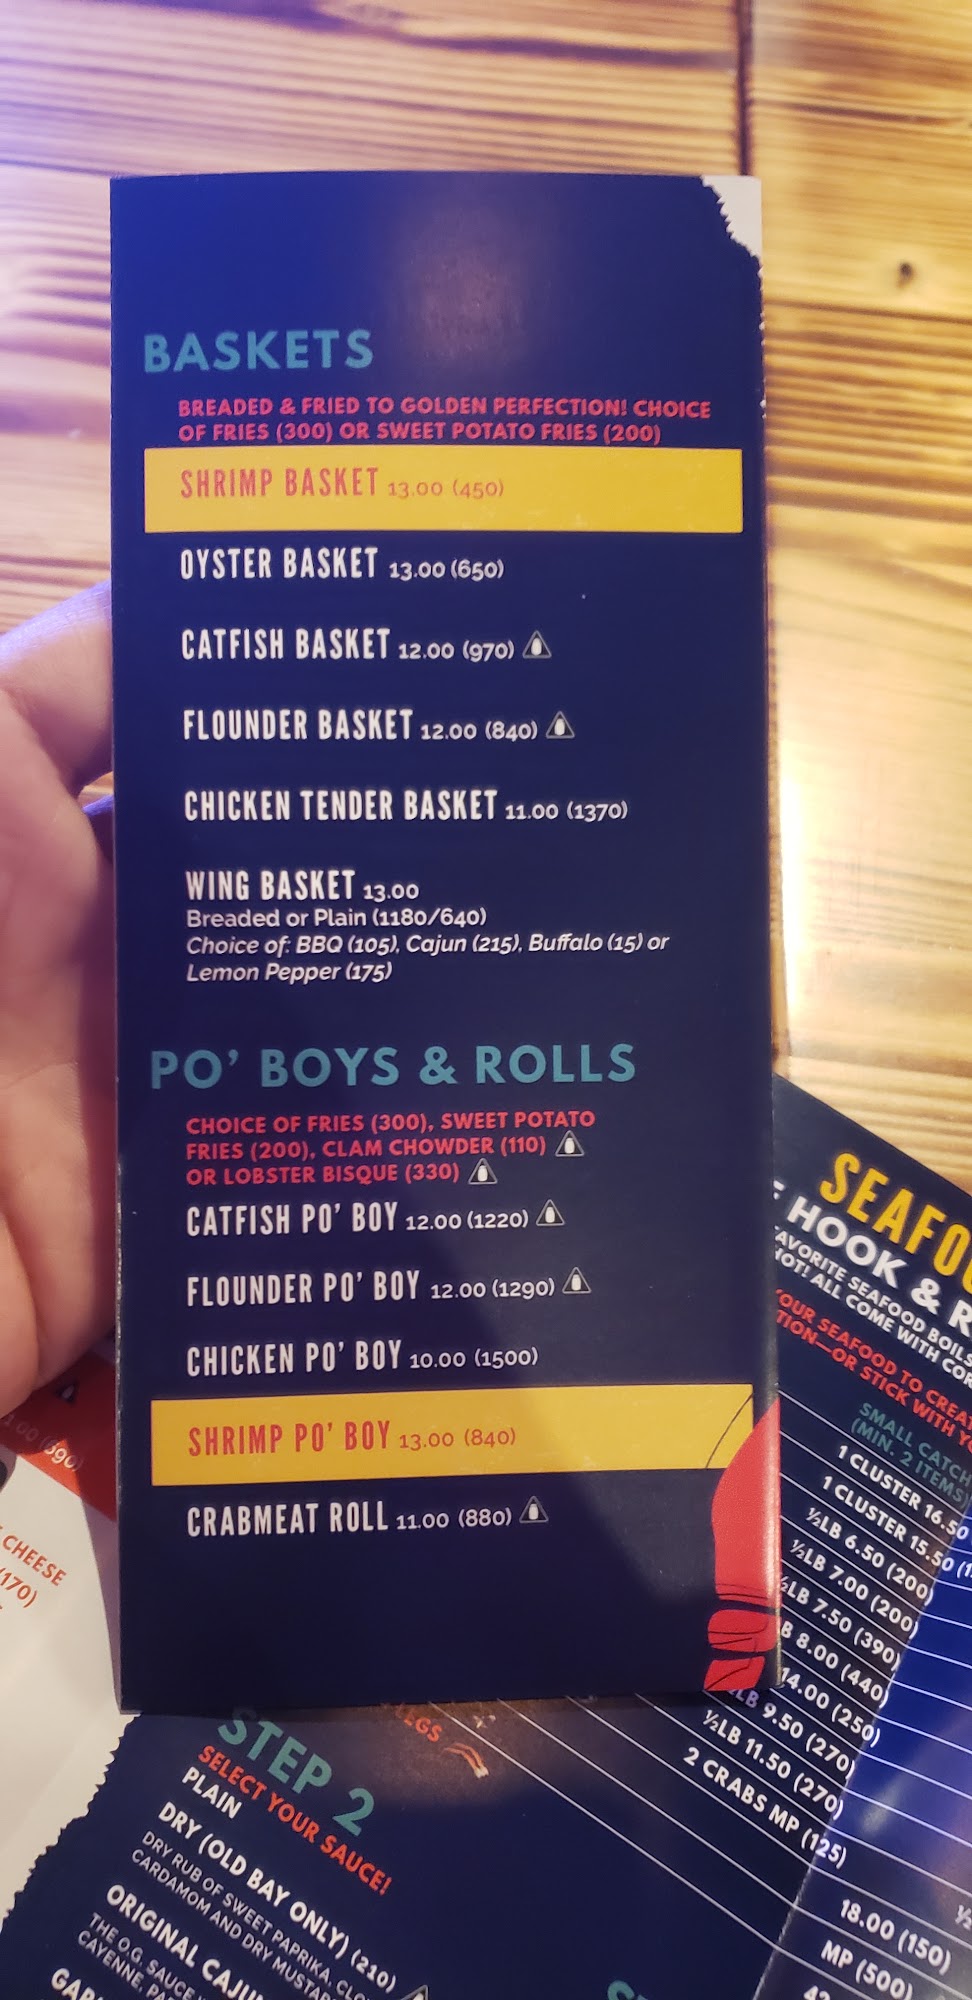 BASKETS
BREADED & FRIED TO GOLDEN PERFECTION! CHOICE
OF FRIES (300) OR SWEET POTATO FRIES (200)
SHRIMP BASKET 13.00 (450)
OYSTER BASKET 13.00 (650)
CATFISH BASKET 12.00 (970)
FLOUNDER BASKET 12.00 (840)
CHICKEN TENDER BASKET 11.00 (1370)
WING BASKET 13.00
Breaded or Plain (1180/640)
Choice of: BBQ (105), Cajun (215), Buffalo (15) or
Lemon Pepper (175)
PO' BOYS & ROLLS
CHOICE OF FRIES (300), SWEET POTATO
FRIES (200), CLAM CHOWDER (110)
OR LOBSTER BISQUE (330)
CATFISH PO' BOY 12.00 (1220)
FLOUNDER PO' BOY 12.00 (1290)
CHICKEN PO' BOY 10.00 (1500)
SHRIMP PO' BOY 13.00 (840)
CRABMEAT ROLL 11.00 (880)
CHEESE
(170)
SEAFO
HOOK & R
AVORITE SEAFOOD BOILS
HOT! ALL COME WITH COR
YOUR SEAFOOD TO CREAT
TION—OR STICK WITH Y
SMALL CATCH
(MIN. 2 ITEMS)
1 CLUSTER 16.50
1 CLUSTER 15.50
½LB 6.50 (200)
½LB 7.00 (200)
½LB 7.50 (390)
LB 8.00 (440)
14.00 (250)
½LB 9.50 (270)
½LB 11.50 (270)
2 CRABS MP (125)
18.00 (150)
MP (500)
LEGS
STEP 2
SELECT YOUR SAUCE!
PLAIN
DRY (OLD BAY ONLY) (210)
DRY RUB OF SWEET PAPRIKA, CLO
CARDAMOM AND DRY MUSTAR
ORIGINAL CAJU
THE O.G. SAUCE
CAYENNE, PA
GAR